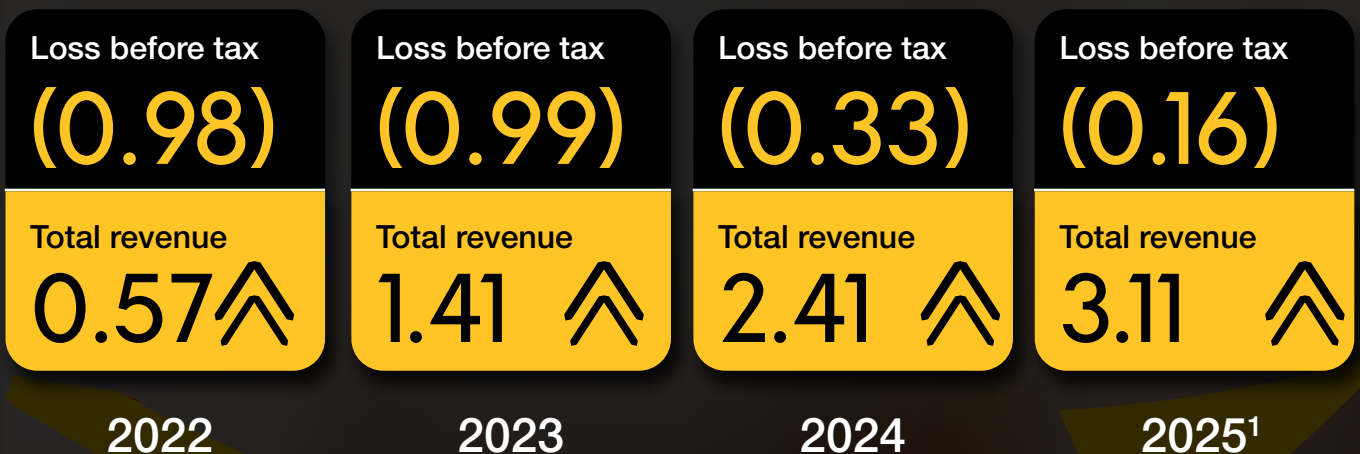 Loss before tax
(0.98)
Total revenue
0.57
2022
Loss before tax
(0.99)
Total revenue
1.41
2023
Loss before tax
(0.33)
Total revenue
2.41
2024
Loss before tax
(0.16)
Total revenue
3.11
2025¹